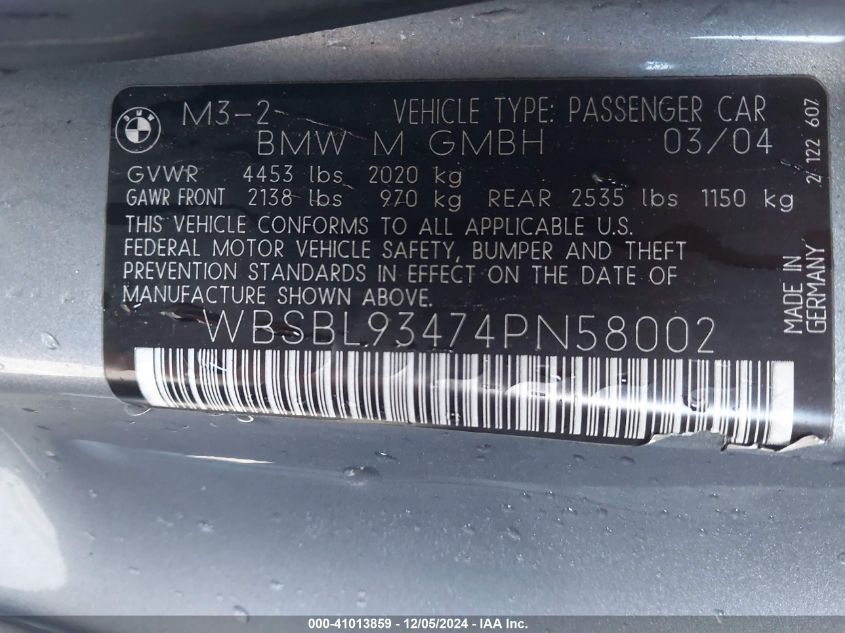 M3-2 VEHICLE TYPE: PASSENGER CAR
BMW M GMBH 03/04
GVWR 4453 lbs 2020 kg
GAWR FRONT 2138 lbs 970 kg REAR 2535 lbs 1150 kg
THIS VEHICLE CONFORMS TO ALL APPLICABLE U.S.
FEDERAL MOTOR VEHICLE SAFETY, BUMPER AND THEFT
PREVENTION STANDARDS IN EFFECT ON THE DATE OF
MANUFACTURE SHOWN ABOVE.
WBSBL93474PN58002
MADE IN
GERMANY
122 607
000-41013859 - 12/05/2024 - IAA Inc.